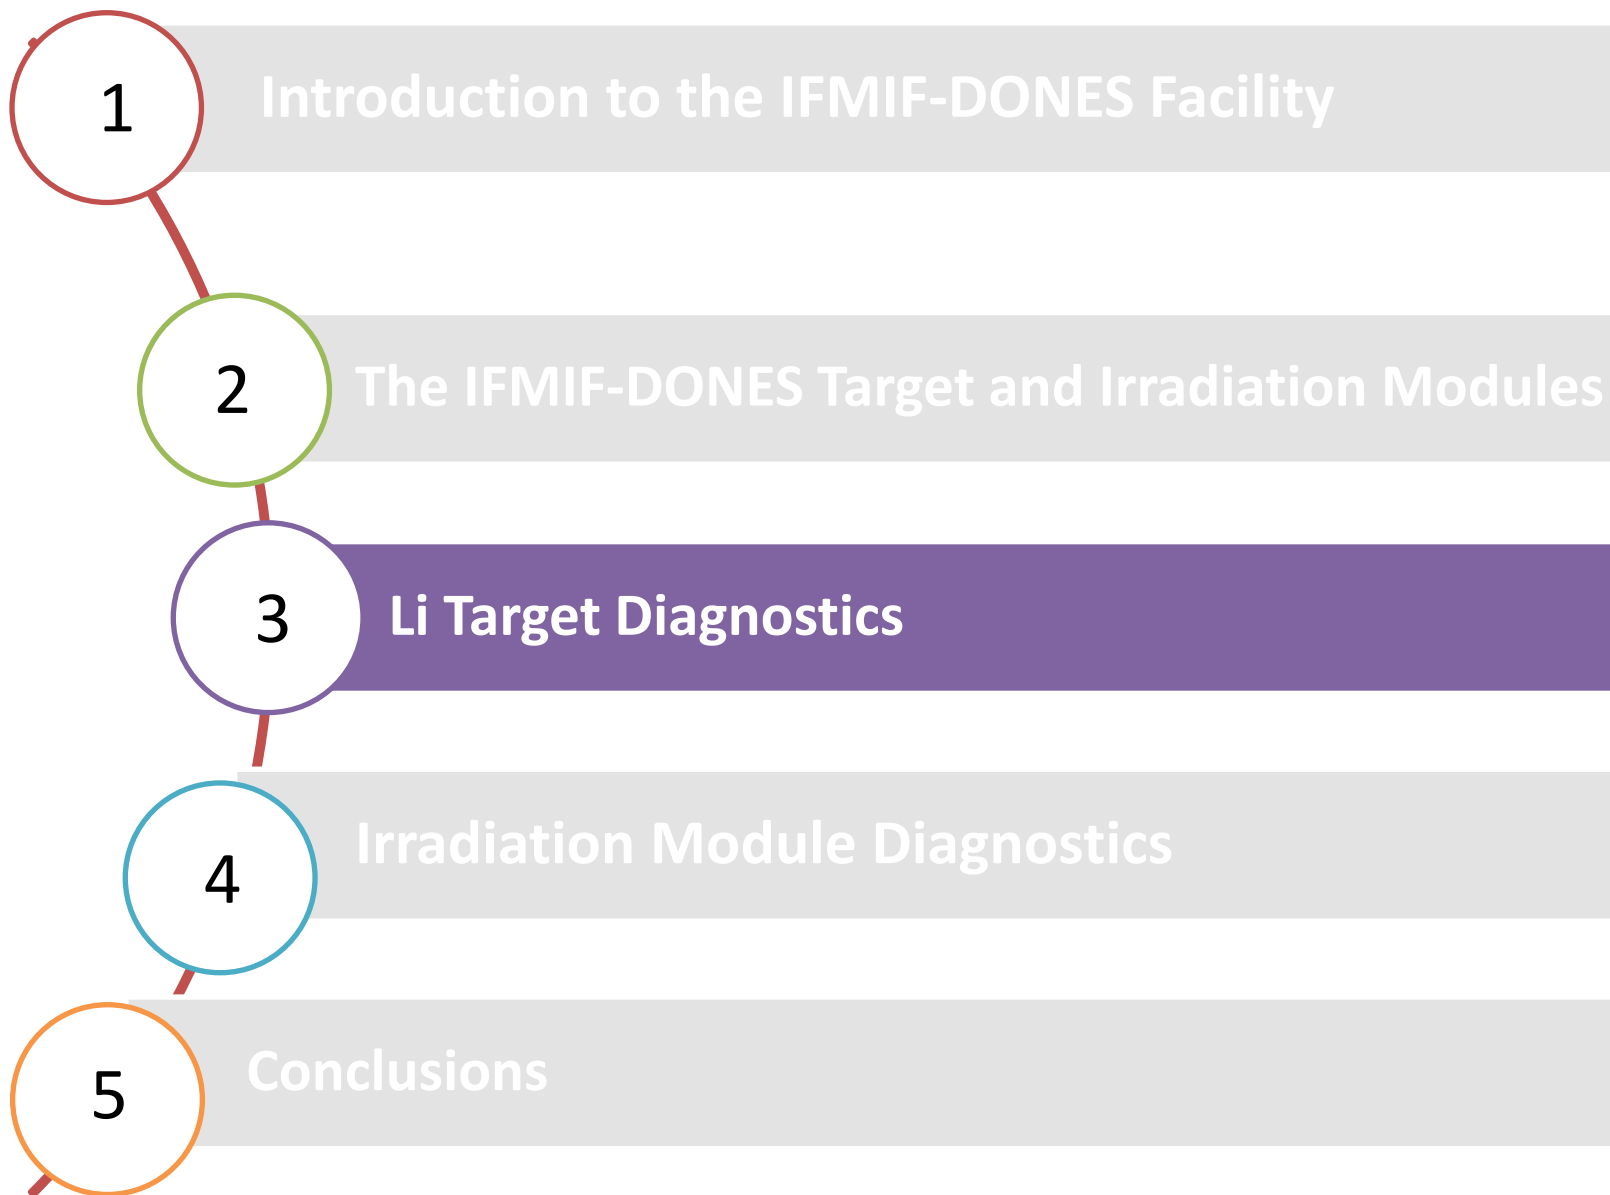 1
Introduction to the IFMIF-DONES Facility
2
The IFMIF-DONES Target and Irradiation Modules
3
Li Target Diagnostics
4
Irradiation Module Diagnostics
5
Conclusions